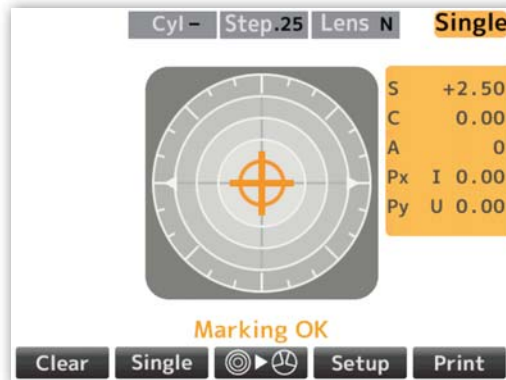 Cyl – Step.25 Lens N Single
S +2.50
C 0.00
A 0
Px I 0.00
Py U 0.00
Marking OK
Clear Single Setup Print